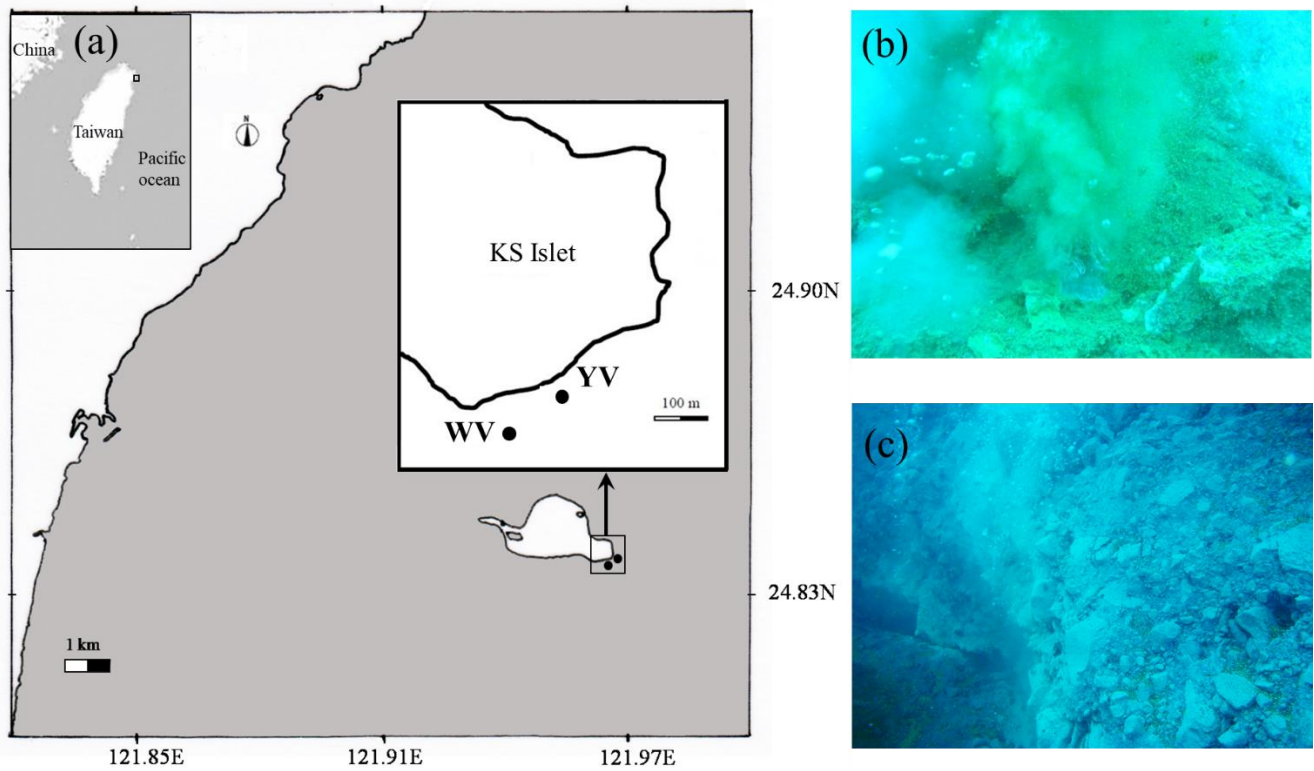 (a)
China
Taiwan
Pacific
ocean
N
KS Islet
YV
WV
100 m
1 km
24.90N
24.83N
121.85E
121.91E
121.97E
(b)
(c)